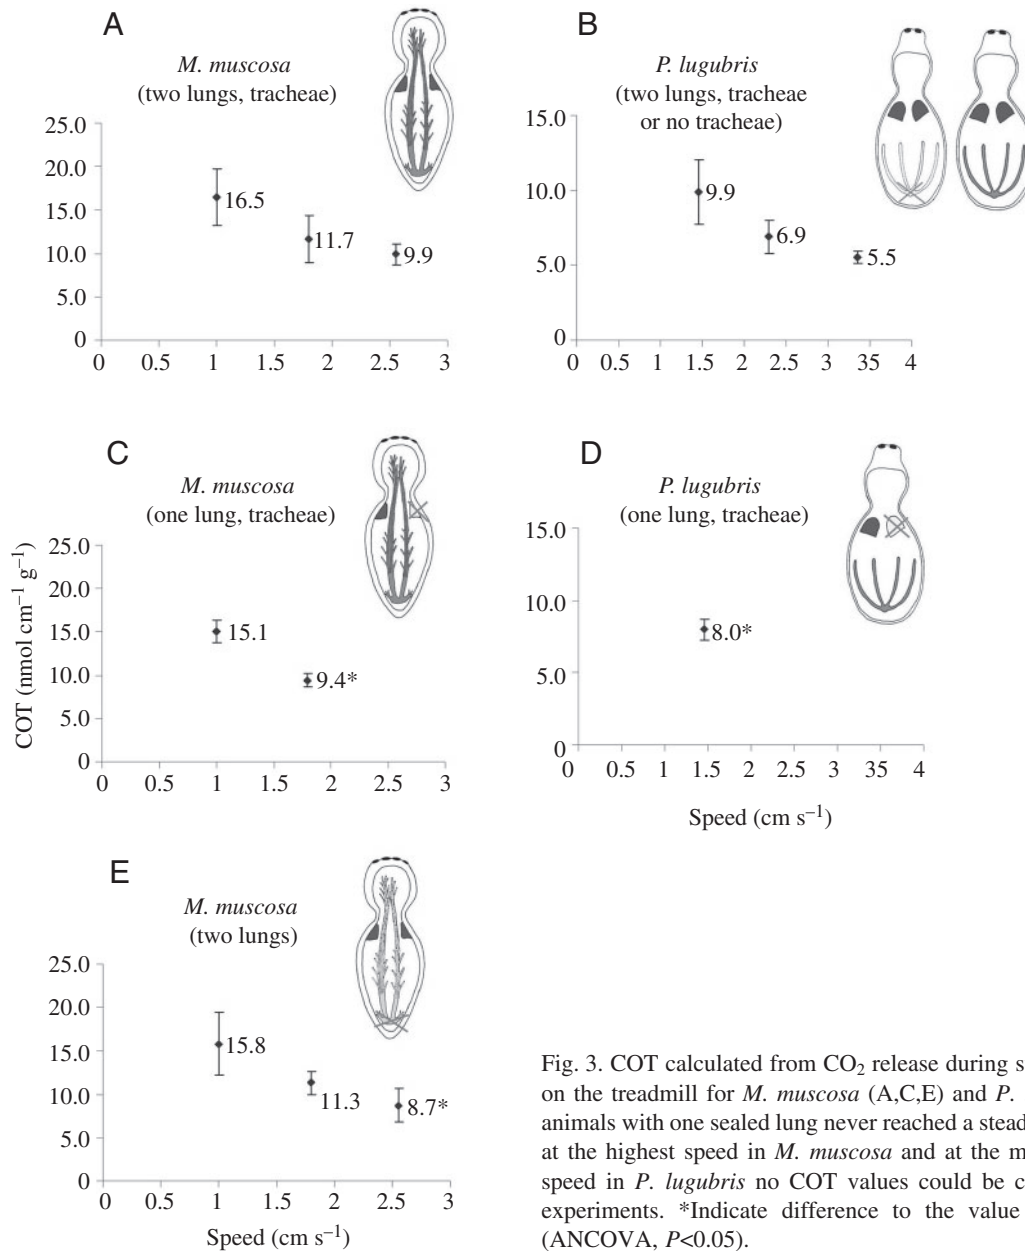 A
M. muscosa
(two lungs, tracheae)
25.0
20.0
15.0
10.0
5.0
0
16.5
11.7
9.9
0 0.5 1 1.5 2 2.5 3
B
P. lugubris
(two lungs, tracheae
or no tracheae)
15.0
10.0
5.0
0
9.9
6.9
5.5
0 0.5 1 1.5 2 2.5 3 35 4
C
M. muscosa
(one lung, tracheae)
25.0
20.0
15.0
10.0
5.0
0
15.1
9.4*
0 0.5 1 1.5 2 2.5 3
COT (nmol cm⁻¹ g⁻¹)
D
P. lugubris
(one lung, tracheae)
15.0
10.0
5.0
0
8.0*
0 0.5 1 1.5 2 2.5 3 35 4
Speed (cm s⁻¹)
E
M. muscosa
(two lungs)
25.0
20.0
15.0
10.0
5.0
0
15.8
11.3
8.7*
0 0.5 1 1.5 2 2.5 3
Speed (cm s⁻¹)
Fig. 3. COT calculated from CO₂ release during s
on the treadmill for M. muscosa (A,C,E) and P.
animals with one sealed lung never reached a stead
at the highest speed in M. muscosa and at the m
speed in P. lugubris no COT values could be c
experiments. *Indicate difference to the value
(ANCOVA, P<0.05).